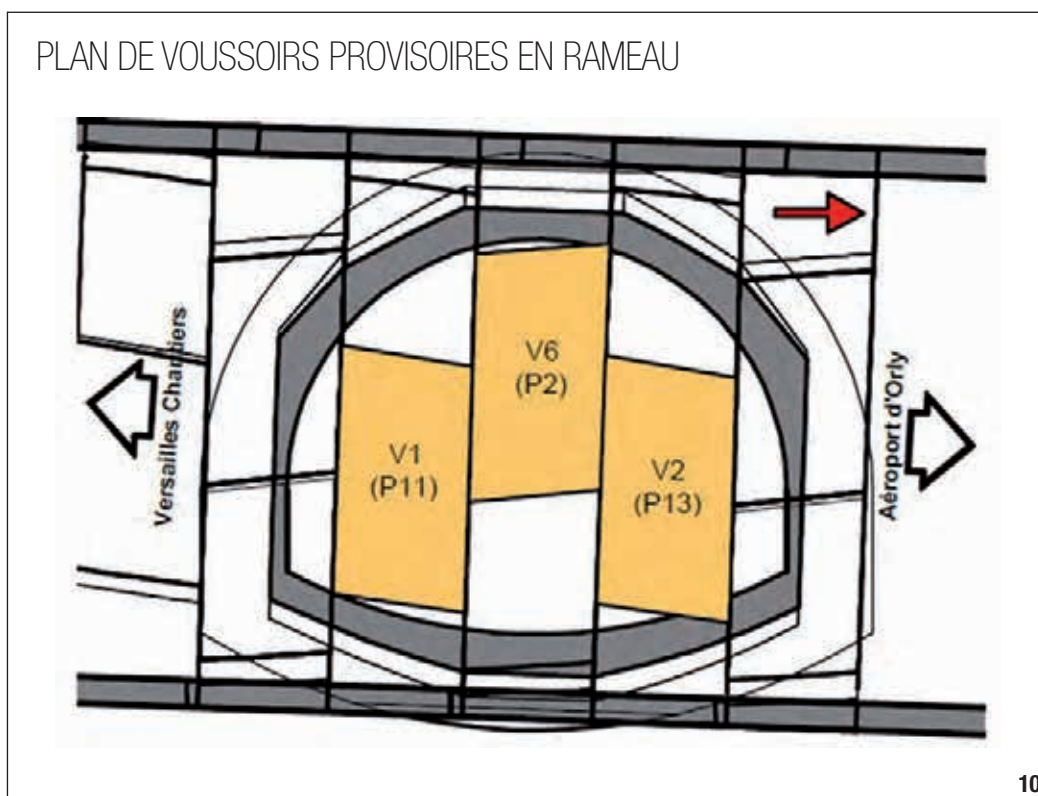 PLAN DE VOUSSOIRS PROVISOIRES EN RAMEAU
Versailles Chantiers
V1
(P11)
V6
(P2)
V2
(P13)
Aéroport d'Orly
10